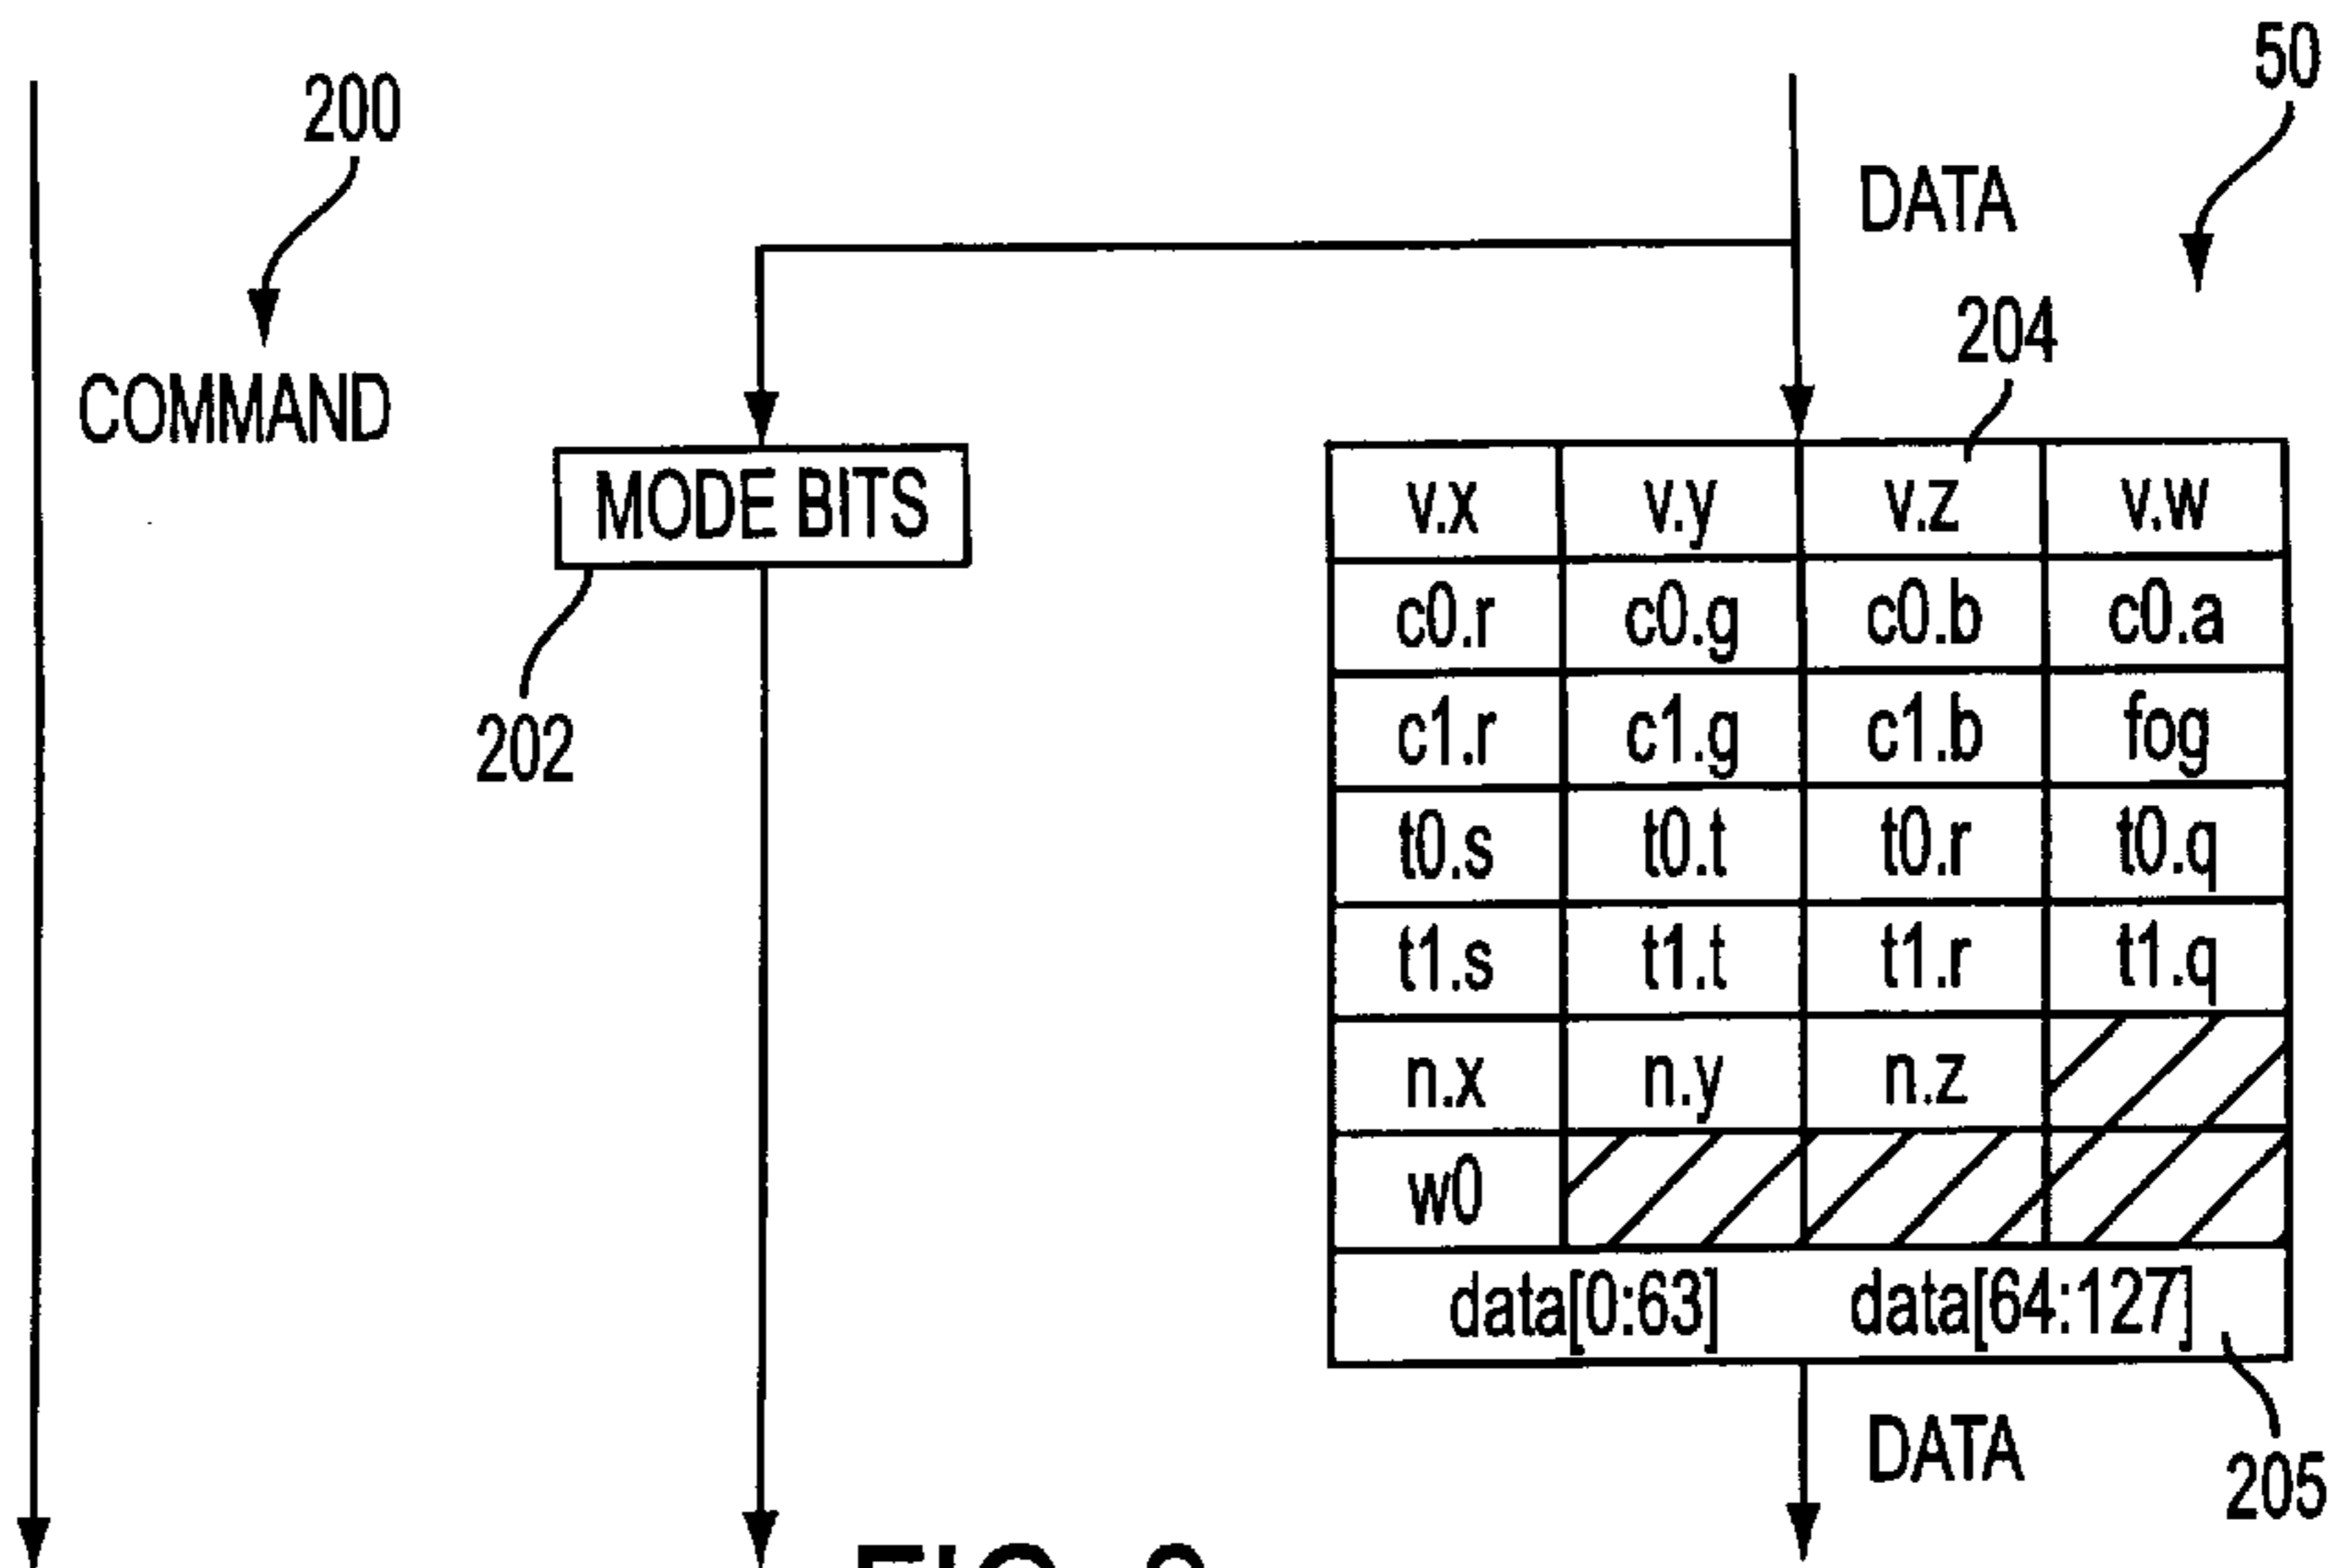 50
200
DATA
204
COMMAND
MODE BITS
202
v.x v.y v.z v.w
c0.r c0.g c0.b c0.a
c1.r c1.g c1.b fog
t0.s t0.t t0.r t0.q
t1.s t1.t t1.r t1.q
n.x n.y n.z
w0
data[0:63] data[64:127]
DATA
205